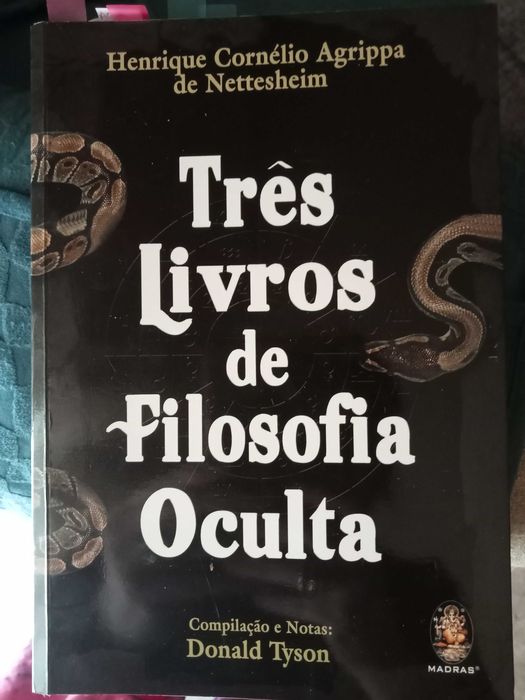 Henrique Cornélio Agrippa
de Nettesheim
Três
Livros
de
Filosofia
Oculta
Compilação e Notas:
Donald Tyson
MADRAS®